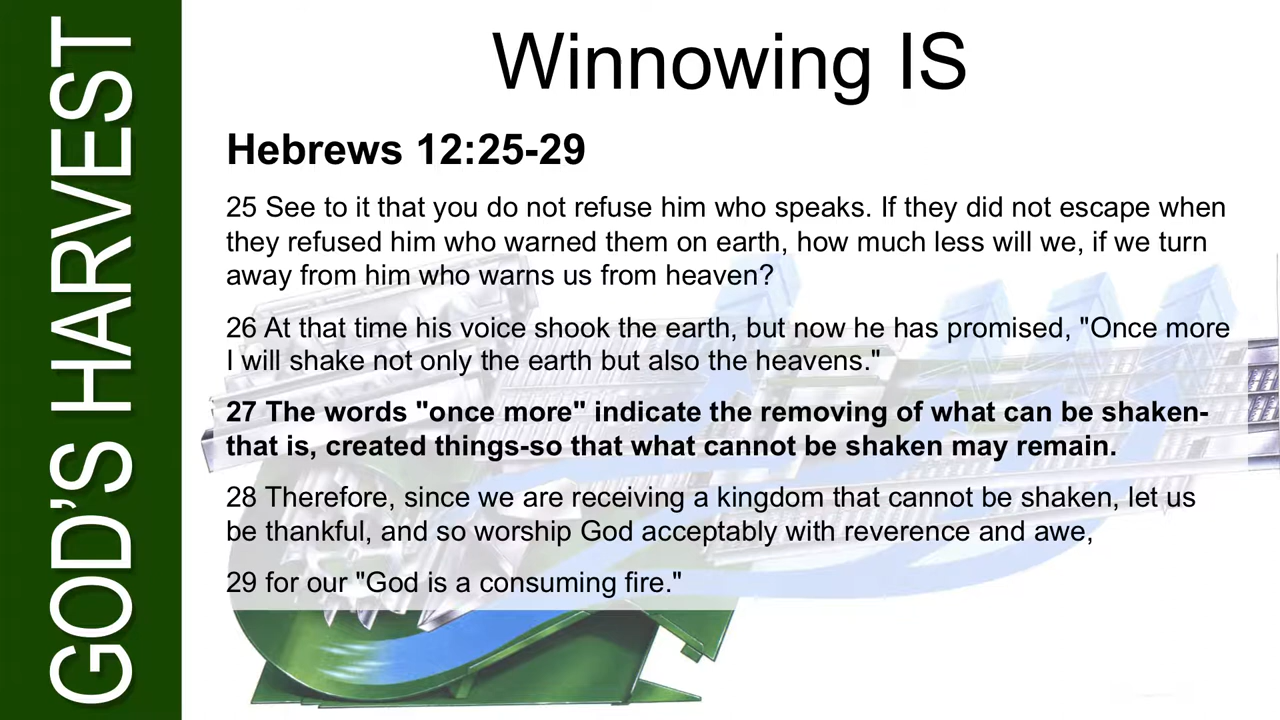 GOD'S HARVEST
Winnowing IS
Hebrews 12:25-29
25 See to it that you do not refuse him who speaks. If they did not escape when
they refused him who warned them on earth, how much less will we, if we turn
away from him who warns us from heaven?
26 At that time his voice shook the earth, but now he has promised, "Once more
I will shake not only the earth but also the heavens."
27 The words "once more" indicate the removing of what can be shaken-
that is, created things-so that what cannot be shaken may remain.
28 Therefore, since we are receiving a kingdom that cannot be shaken, let us
be thankful, and so worship God acceptably with reverence and awe,
29 for our "God is a consuming fire."